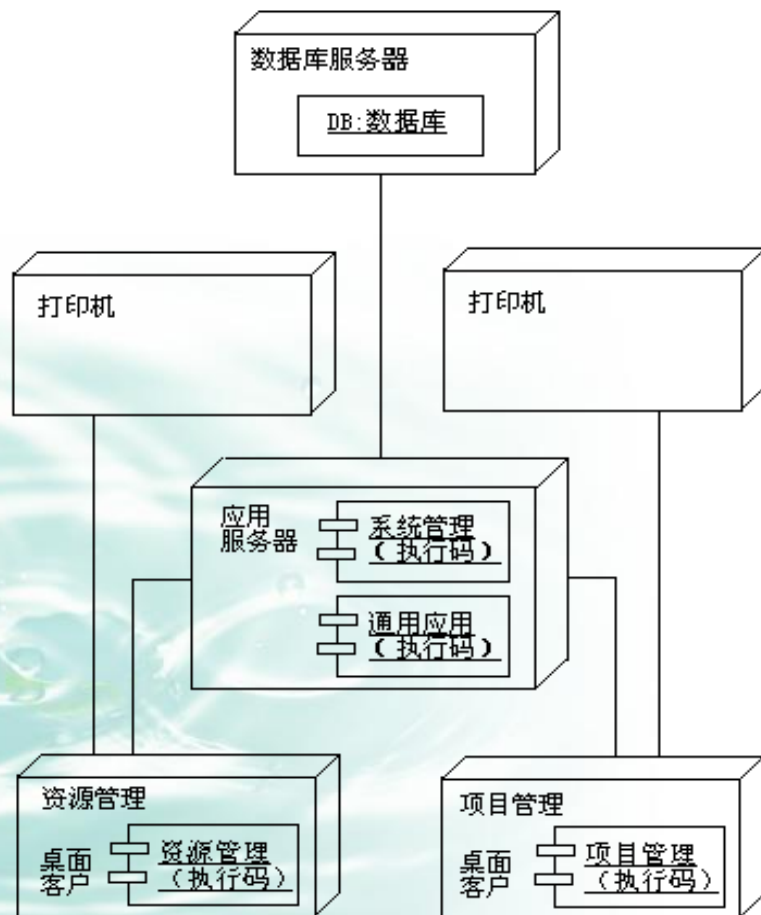 数据库服务器
DB:数据库
打印机
打印机
应用
服务器
系统管理
（执行码）
通用应用
（执行码）
资源管理
桌面
客户
资源管理
（执行码）
项目管理
桌面
客户
项目管理
（执行码）